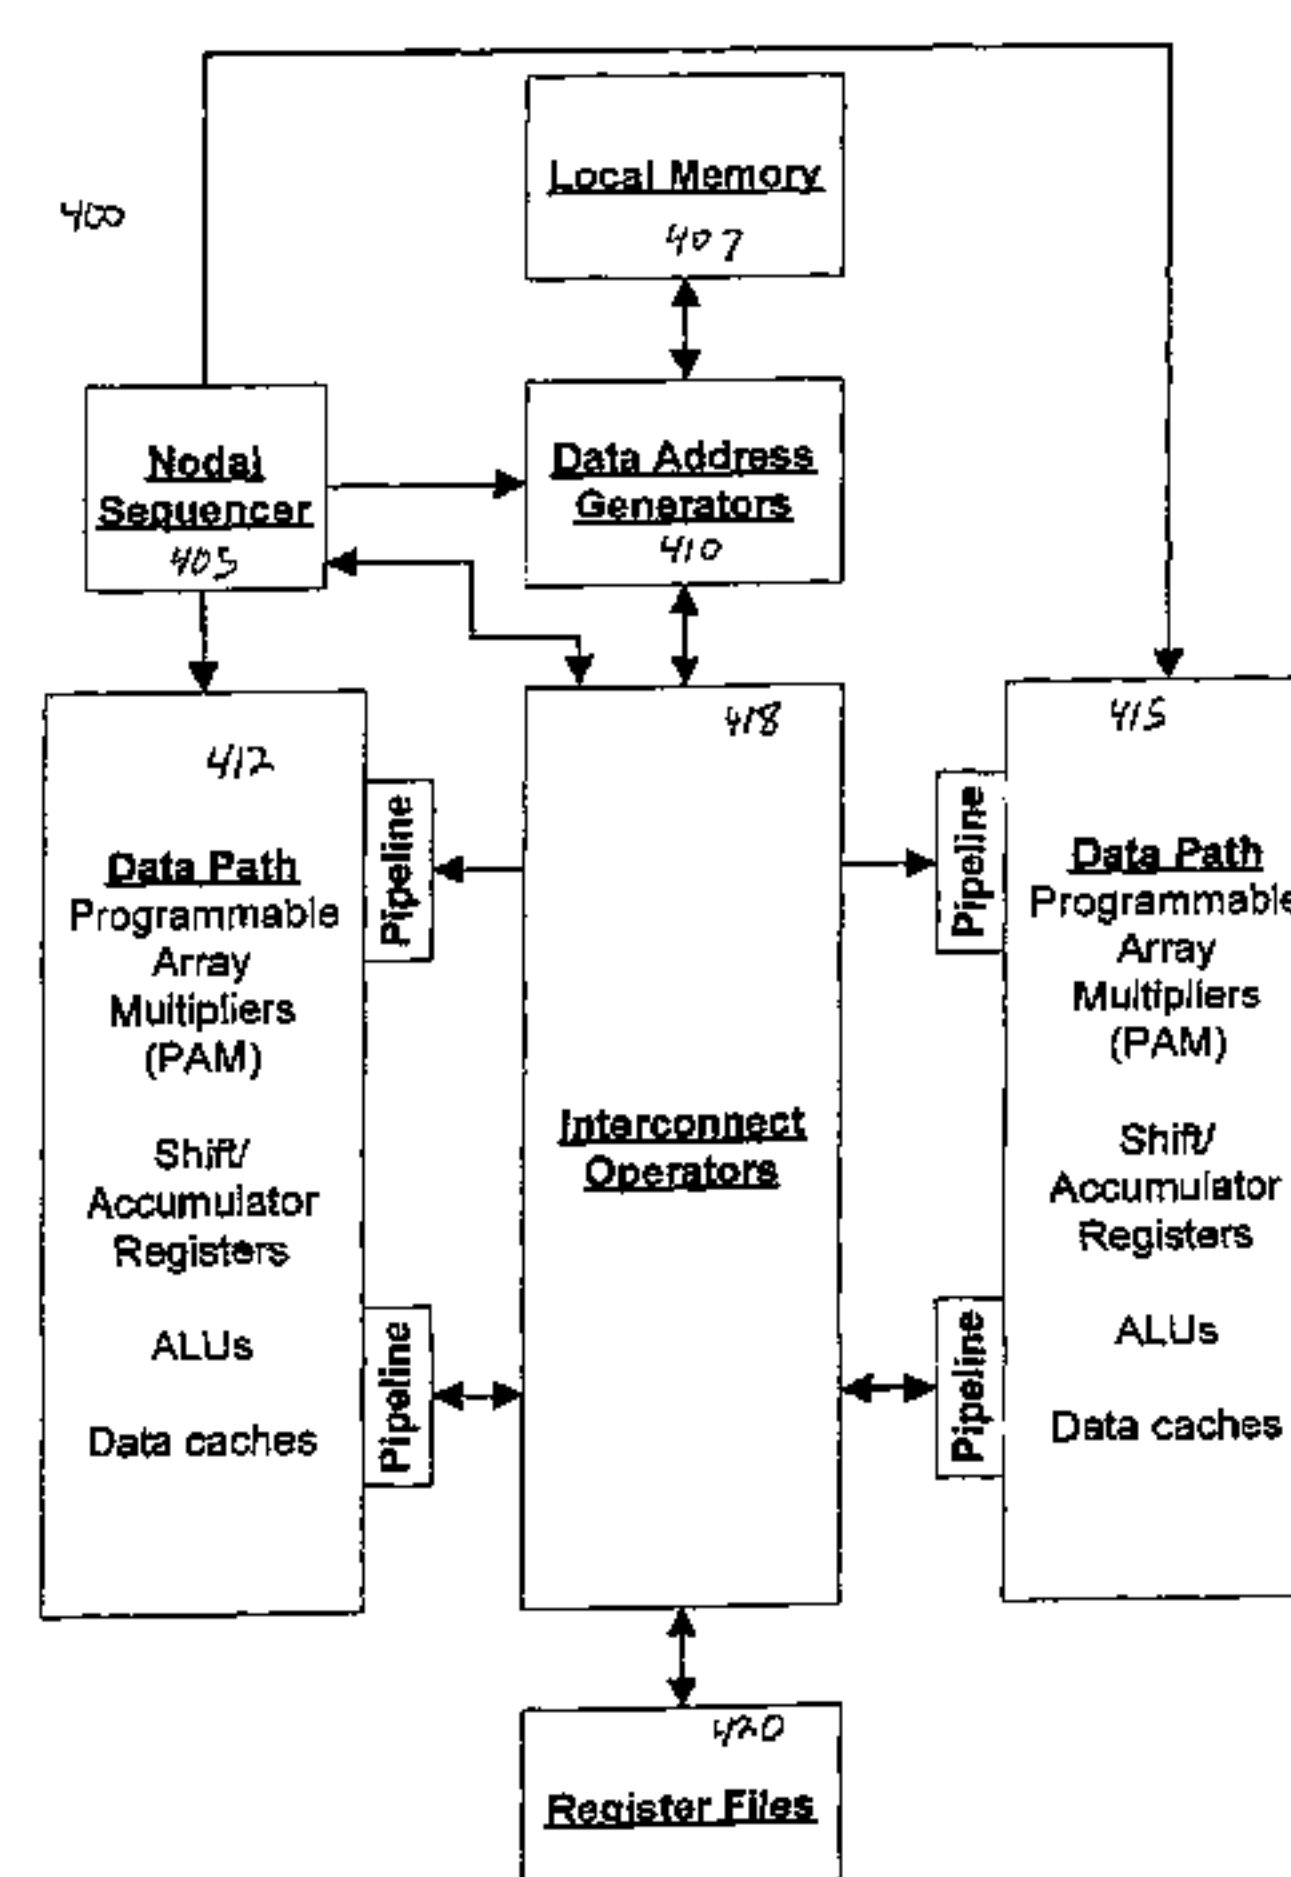 400
Local Memory
407
Nodal
Sequencer
405
Data Address
Generators
410
412
Data Path
Programmable
Array
Multipliers
(PAM)
Shift/
Accumulator
Registers
ALUs
Data caches
Pipeline
Pipeline
418
Interconnect
Operators
Pipeline
Pipeline
415
Data Path
Programmable
Array
Multipliers
(PAM)
Shift/
Accumulator
Registers
ALUs
Data caches
420
Register Files